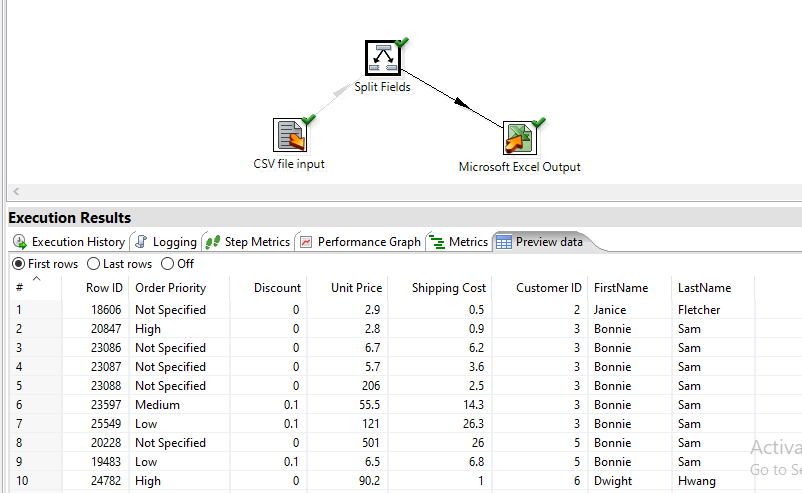 Split Fields
CSV file input
Microsoft Excel Output
Execution Results
Execution History Logging Step Metrics Performance Graph Metrics Preview data
First rows Last rows Off
# Row ID Order Priority Discount Unit Price Shipping Cost Customer ID FirstName LastName
1 18606 Not Specified 0 2.9 0.5 2 Janice Fletcher
2 20847 High 0 2.8 0.9 3 Bonnie Sam
3 23086 Not Specified 0 6.7 6.2 3 Bonnie Sam
4 23087 Not Specified 0 5.7 3.6 3 Bonnie Sam
5 23088 Not Specified 0 206 2.5 3 Bonnie Sam
6 23597 Medium 0.1 55.5 14.3 3 Bonnie Sam
7 25549 Low 0.1 121 26.3 3 Bonnie Sam
8 20228 Not Specified 0 501 26 5 Bonnie Sam
9 19483 Low 0.1 6.5 6.8 5 Bonnie Sam
10 24782 High 0 90.2 1 6 Dwight Hwang
Activa
Go to Se